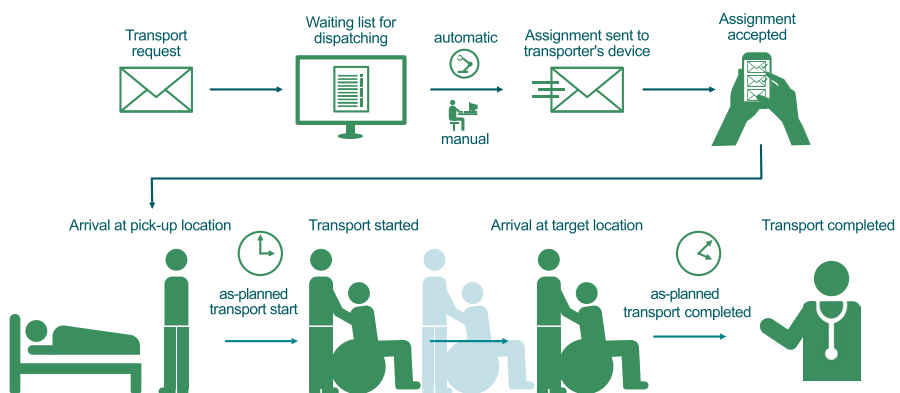 Transport
request
Waiting list for
dispatching
automatic
manual
Assignment sent to
transporter's device
Assignment
accepted
Arrival at pick-up location
as-planned
transport start
Transport started
Arrival at target location
as-planned
transport completed
Transport completed